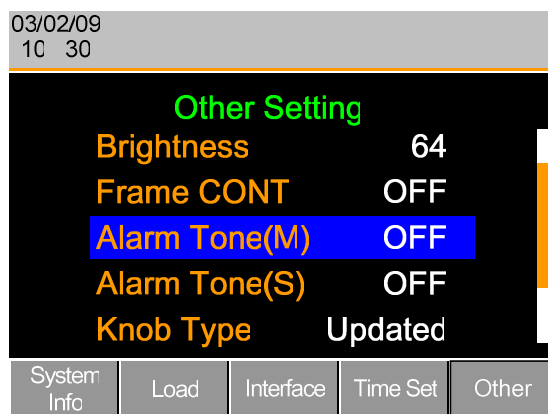 03/02/09
10 30
Other Setting
Brightness 64
Frame CONT OFF
Alarm Tone(M) OFF
Alarm Tone(S) OFF
Knob Type Updated
System Info
Load
Interface
Time Set
Other